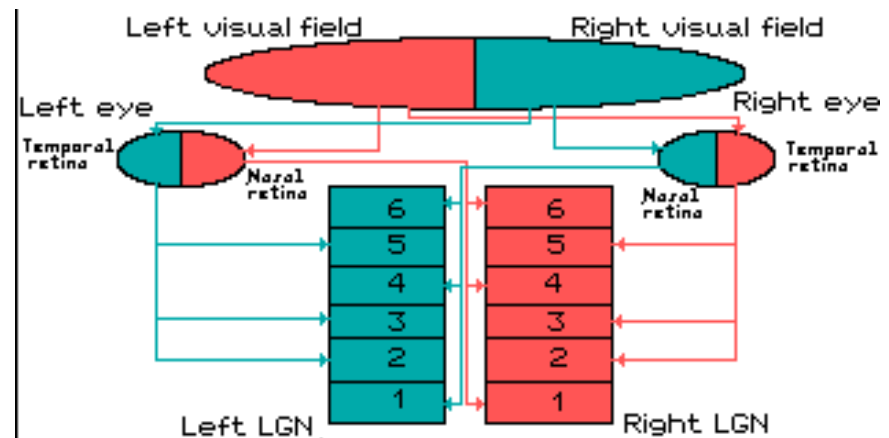 Left visual field
Right visual field
Left eye
Right eye
Temporal
retina
Nasal
retina
Nasal
retina
Temporal
retina
6
5
4
3
2
1
6
5
4
3
2
1
Left LGN
Right LGN